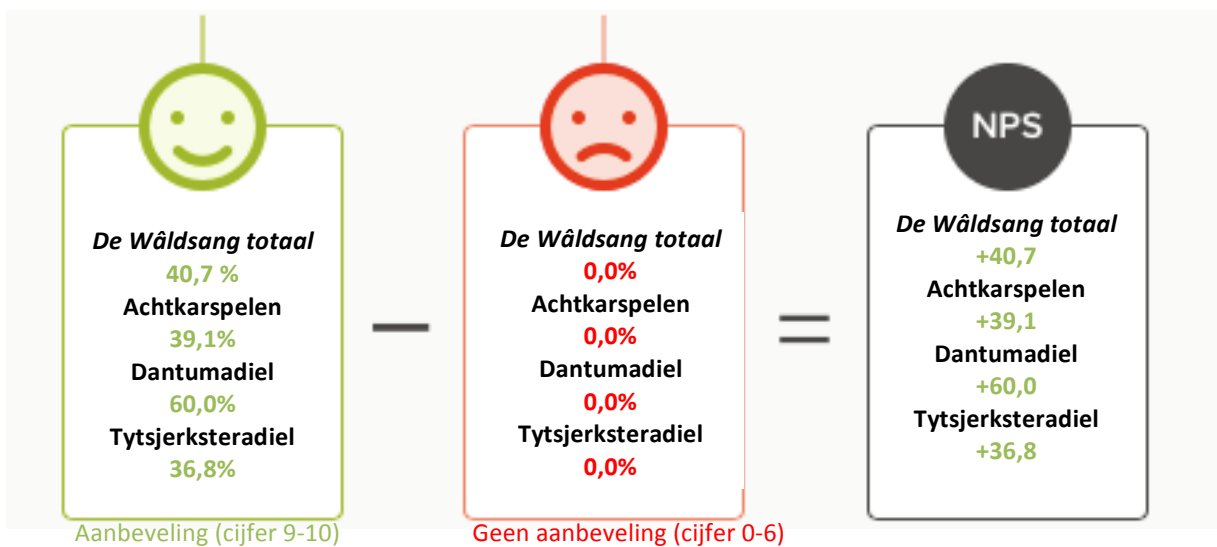 De Wâldsang totaal
40,7 %
Achtkarspelen
39,1%
Dantumadiel
60,0%
Tytsjerksteradiel
36,8%
Aanbeveling (cijfer 9-10)
De Wâldsang totaal
0,0%
Achtkarspelen
0,0%
Dantumadiel
0,0%
Tytsjerksteradiel
0,0%
Geen aanbeveling (cijfer 0-6)
NPS
De Wâldsang totaal
+40,7
Achtkarspelen
+39,1
Dantumadiel
+60,0
Tytsjerksteradiel
+36,8